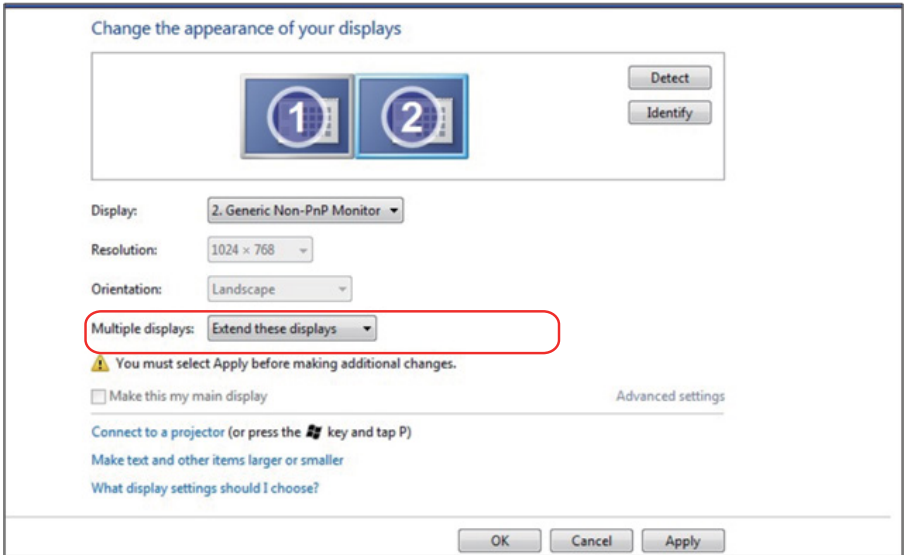 Change the appearance of your displays
1
2
Detect
Identify
Display:
2. Generic Non-PnP Monitor
Resolution:
1024 × 768
Orientation:
Landscape
Multiple displays:
Extend these displays
You must select Apply before making additional changes.
Make this my main display
Advanced settings
Connect to a projector (or press the key and tap P)
Make text and other items larger or smaller
What display settings should I choose?
OK
Cancel
Apply